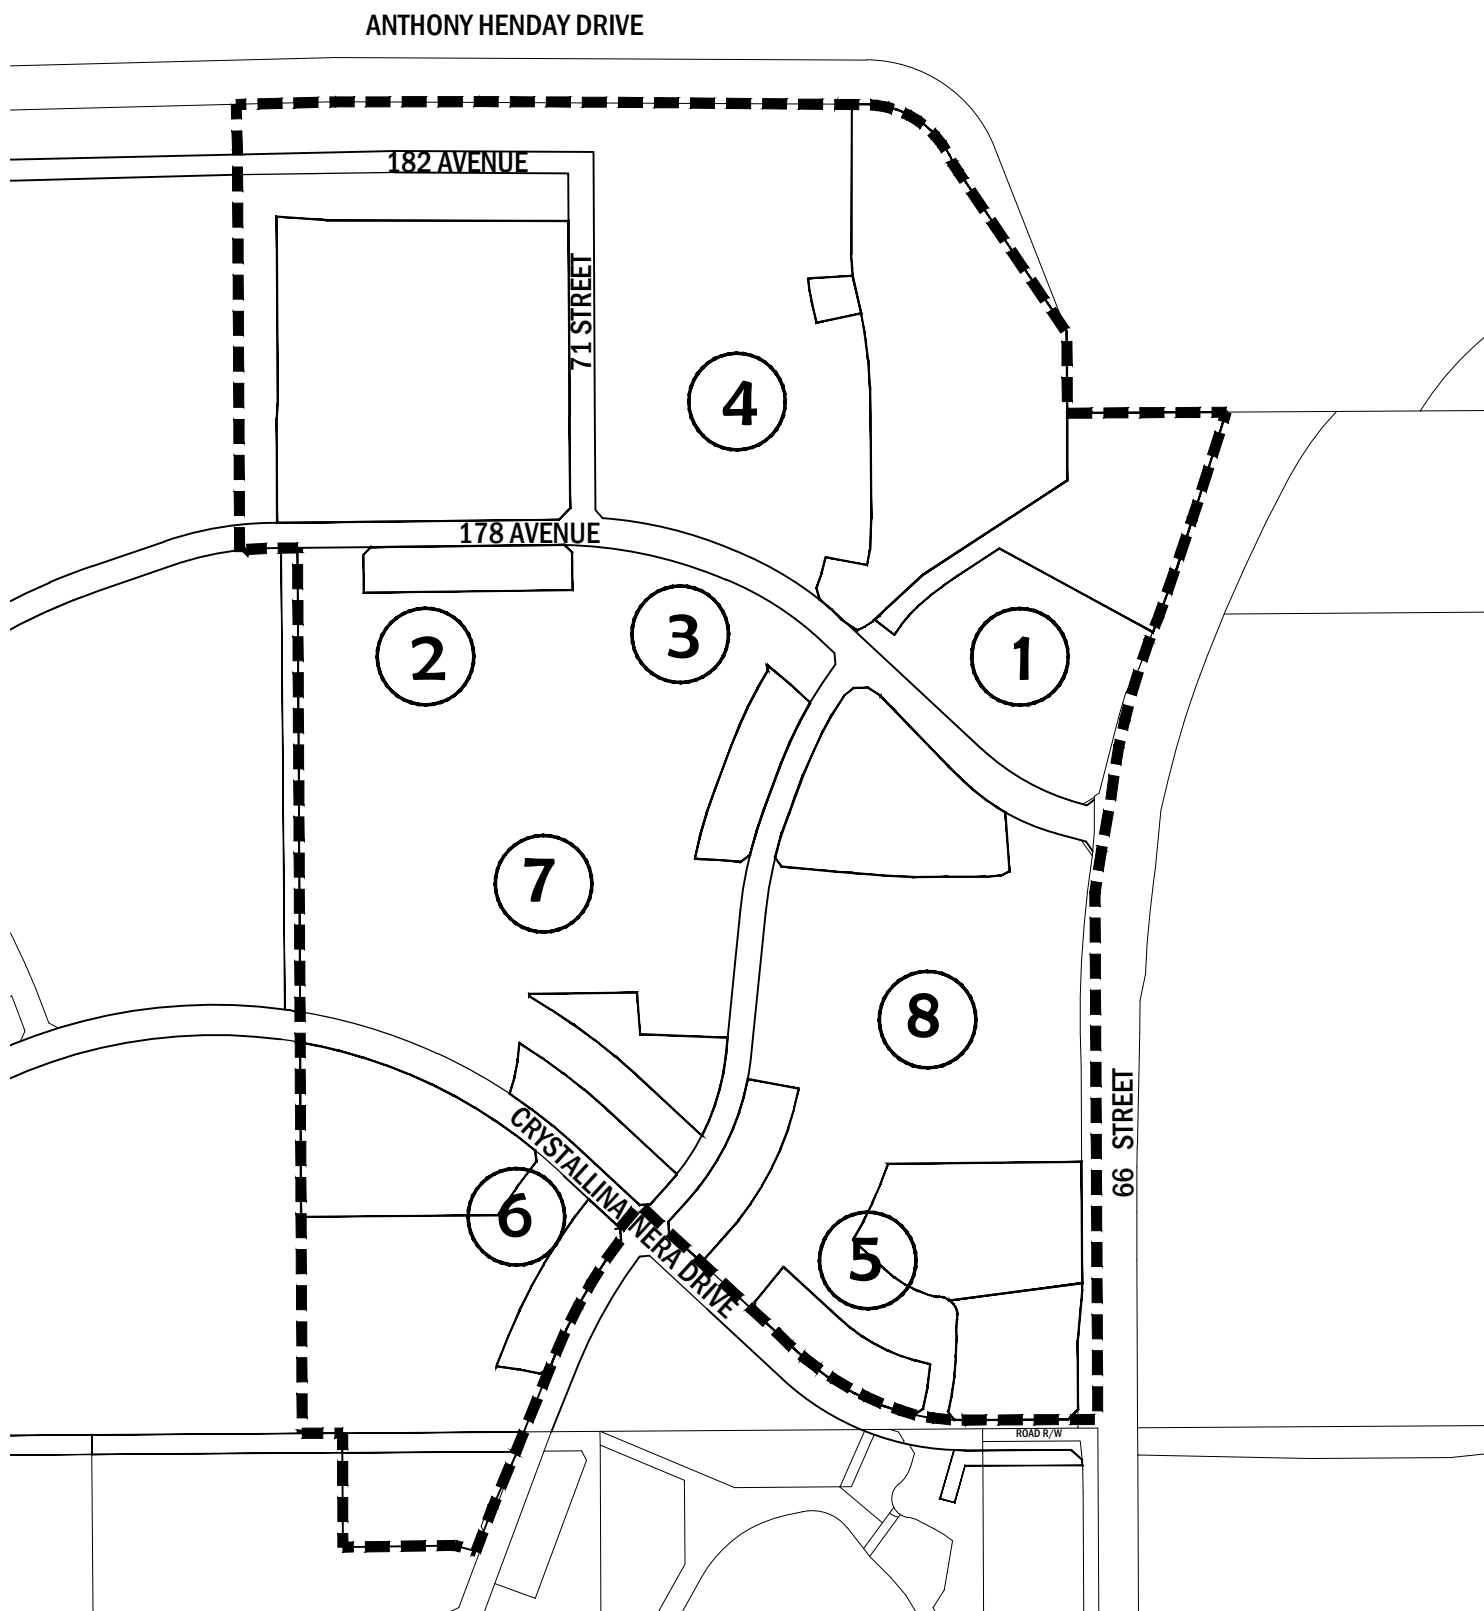 ANTHONY HENDAY DRIVE
182 AVENUE
71 STREET
4
178 AVENUE
2
3
1
7
8
66 STREET
CRYSTALLINA NERA DRIVE
6
5
ROAD R/W